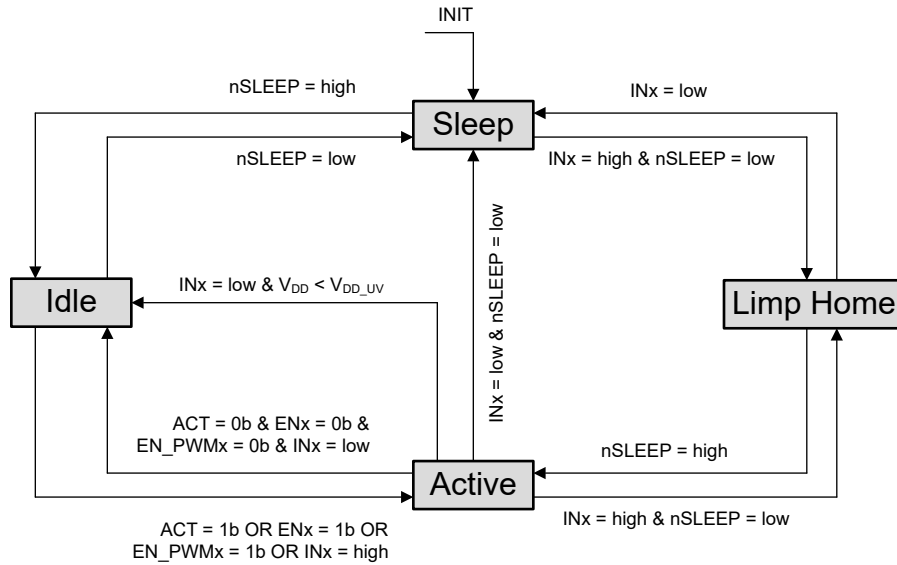 INIT
nSLEEP = high
INx = low
Sleep
nSLEEP = low
INx = high & nSLEEP = low
INx = low & nSLEEP = low
INx = low & VDD < VDD_UV
Idle
Limp Home
ACT = 0b & ENx = 0b &
EN_PWMx = 0b & INx = low
nSLEEP = high
Active
INx = high & nSLEEP = low
ACT = 1b OR ENx = 1b OR
EN_PWMx = 1b OR INx = high